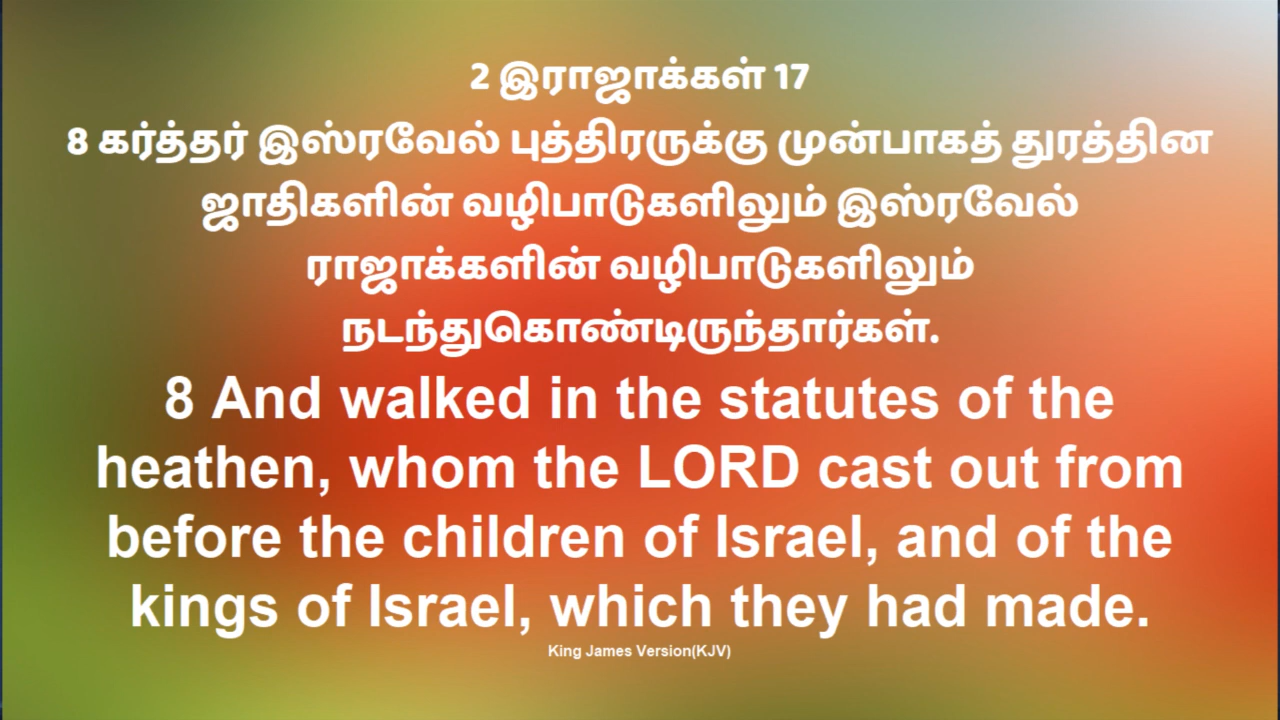 2 இராஜாக்கள் 17
8 கர்த்தர் இஸ்ரவேல் புத்திரருக்கு முன்பாகத் துரத்தின
ஜாதிகளின் வழிபாடுகளிலும் இஸ்ரவேல்
ராஜாக்களின் வழிபாடுகளிலும்
நடந்துகொண்டிருந்தார்கள்.
8 And walked in the statutes of the
heathen, whom the LORD cast out from
before the children of Israel, and of the
kings of Israel, which they had made.
King James Version(KJV)